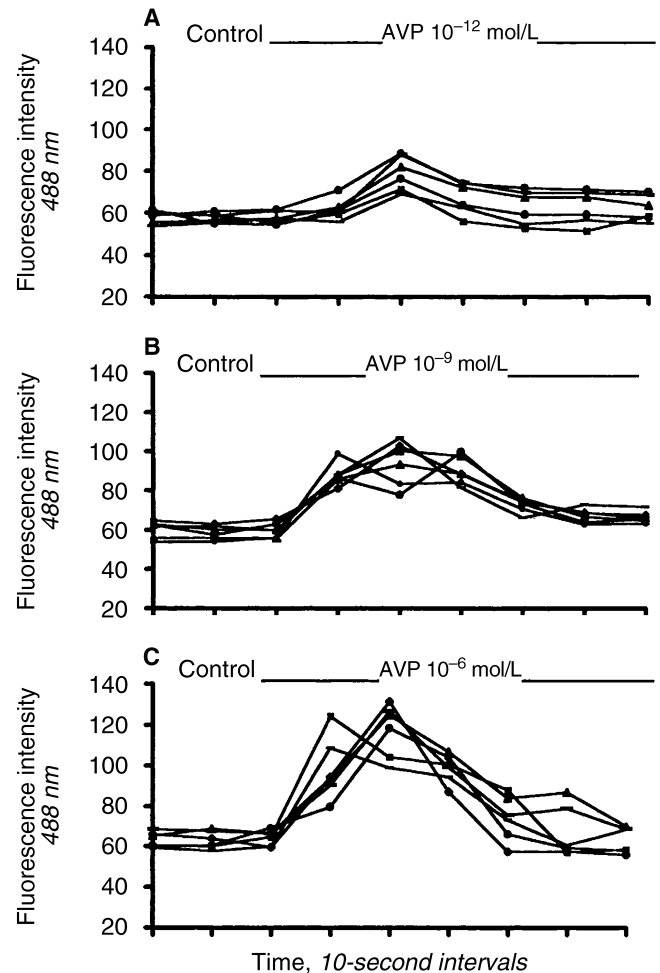 A
Control AVP 10⁻¹² mol/L
140
120
100
80
60
40
20
Fluorescence intensity
488 nm
B
Control AVP 10⁻⁹ mol/L
140
120
100
80
60
40
20
Fluorescence intensity
488 nm
C
Control AVP 10⁻⁶ mol/L
140
120
100
80
60
40
20
Fluorescence intensity
488 nm
Time, 10-second intervals